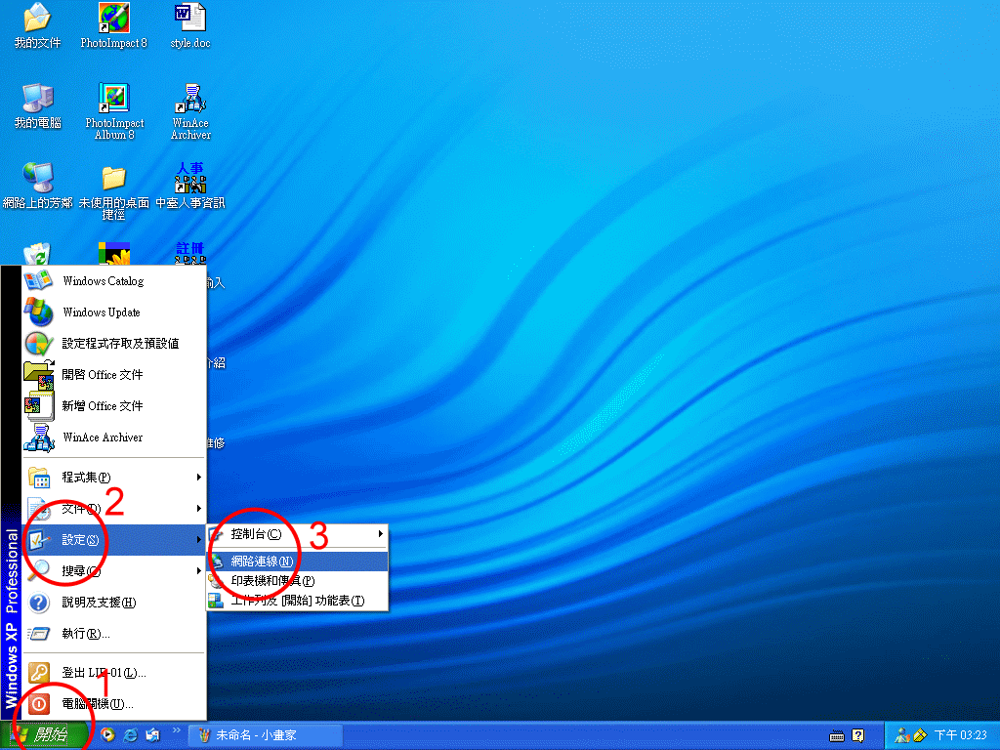 我的文件
PhotoImpact 8
style.doc
我的電腦
PhotoImpact
Album 8
WinAce
Archiver
網路上的芳鄰
未使用的桌面
捷徑
人事
中臺人事資訊
註冊
輸入
介紹
維修
Windows Catalog
Windows Update
設定程式存取及預設值
開啓 Office 文件
新增 Office 文件
WinAce Archiver
程式集(P)
文件(D)
2
設定(S)
搜尋(C)
說明及支援(H)
執行(R)...
登出 LIB-01(L)...
1
電腦關機(U)...
Windows XP Professional
控制台(C)
3
網路連線(N)
印表機和傳真(P)
工作列及 [開始] 功能表(T)
開始
未命名 - 小畫家
下午 03:23